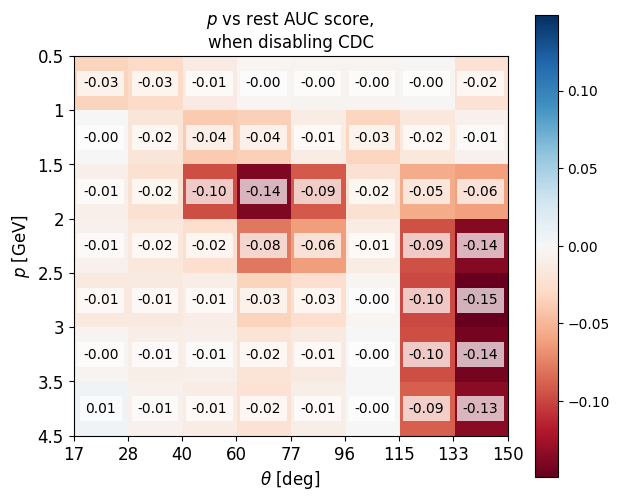 p vs rest AUC score,
when disabling CDC
0.5
-0.03 -0.03 -0.01 -0.00 -0.00 -0.00 -0.00 -0.02
1
-0.00 -0.02 -0.04 -0.04 -0.01 -0.03 -0.02 -0.01
1.5
-0.01 -0.02 -0.10 -0.14 -0.09 -0.02 -0.05 -0.06
2
-0.01 -0.02 -0.02 -0.08 -0.06 -0.01 -0.09 -0.14
2.5
-0.01 -0.01 -0.01 -0.03 -0.03 -0.00 -0.10 -0.15
3
-0.00 -0.01 -0.01 -0.02 -0.01 -0.00 -0.10 -0.14
3.5
0.01 -0.01 -0.01 -0.02 -0.01 -0.00 -0.09 -0.13
4.5
17 28 40 60 77 96 115 133 150
θ [deg]
p [GeV]
0.10
0.05
0.00
-0.05
-0.10